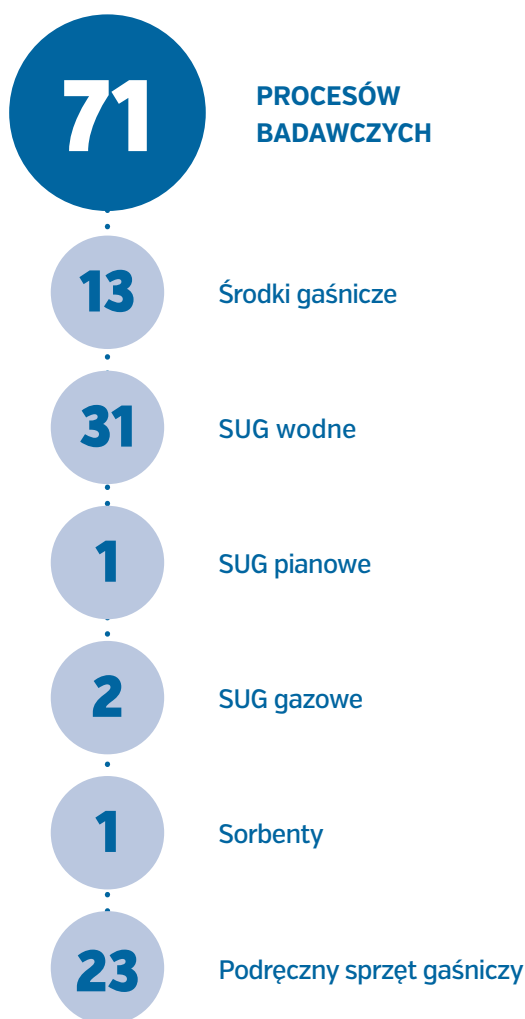 71
PROCESÓW
BADAWCZYCH
13
Środki gaśnicze
31
SUG wodne
1
SUG pianowe
2
SUG gazowe
1
Sorbenty
23
Podręczny sprzęt gaśniczy